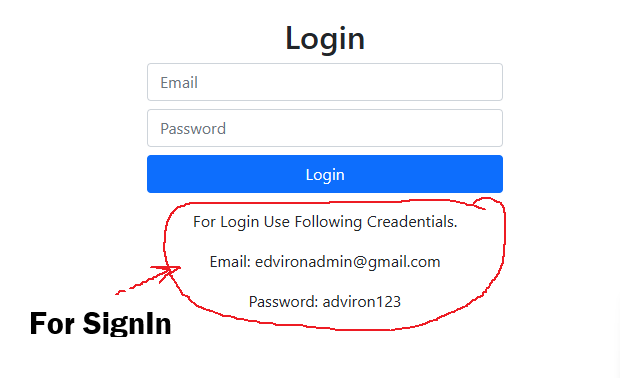 Login
Email
Password
Login
For Login Use Following Creadentials.
Email: edvironadmin@gmail.com
Password: adviron123
For SignIn